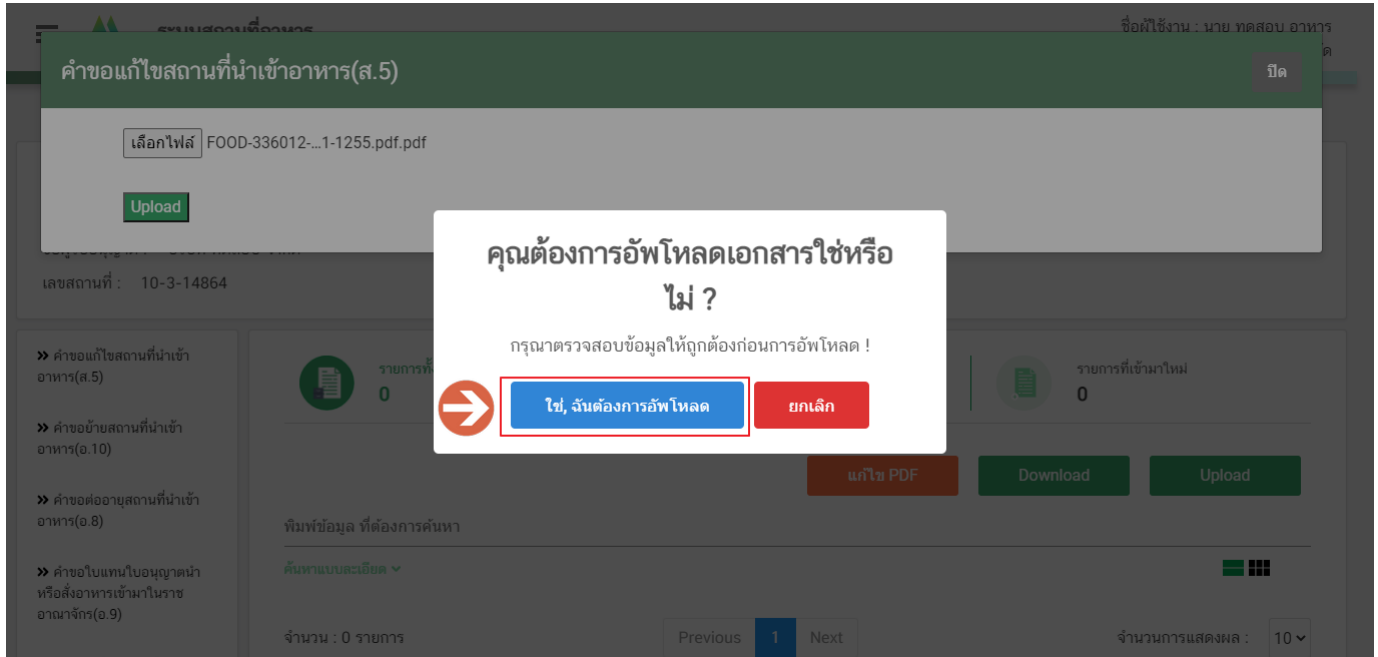 ระบบสถานที่อาหาร
ชื่อผู้ใช้งาน : นาย ทดสอบ อาหาร
คำขอแก้ไขสถานที่นำเข้าอาหาร(ส.5)
ปิด
เลือกไฟล์ FOOD-336012-...1-1255.pdf.pdf
Upload
คุณต้องการอัพโหลดเอกสารใช่หรือ
ไม่ ?
กรุณาตรวจสอบข้อมูลให้ถูกต้องก่อนการอัพโหลด !
ใช่, ฉันต้องการอัพโหลด
ยกเลิก
เลขสถานที่ : 10-3-14864
» คำขอแก้ไขสถานที่นำเข้า
อาหาร(ส.5)
» คำขอย้ายสถานที่นำเข้า
อาหาร(อ.10)
» คำขอต่ออายุสถานที่นำเข้า
อาหาร(อ.8)
» คำขอใบแทนใบอนุญาตนำ
หรือสั่งอาหารเข้ามาในราช
อาณาจักร(อ.9)
0
รายการที่เข้ามาใหม่
0
แก้ไข PDF Download Upload
พิมพ์ข้อมูล ที่ต้องการค้นหา
ค้นหาแบบละเอียด
จำนวน : 0 รายการ
Previous 1 Next
จำนวนการแสดงผล : 10